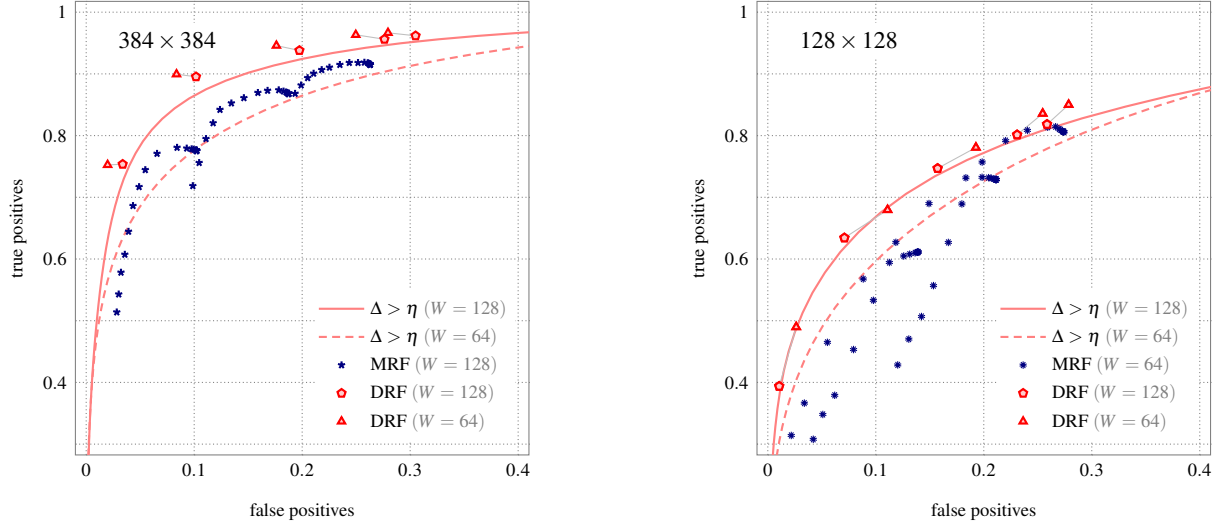 384 × 384
1
0.8
0.6
0.4
true positives
0
0.1
0.2
0.3
0.4
false positives
Δ > η (W = 128)
Δ > η (W = 64)
MRF (W = 128)
DRF (W = 128)
DRF (W = 64)
128 × 128
1
0.8
0.6
0.4
true positives
0
0.1
0.2
0.3
0.4
false positives
Δ > η (W = 128)
Δ > η (W = 64)
MRF (W = 64)
DRF (W = 128)
DRF (W = 64)